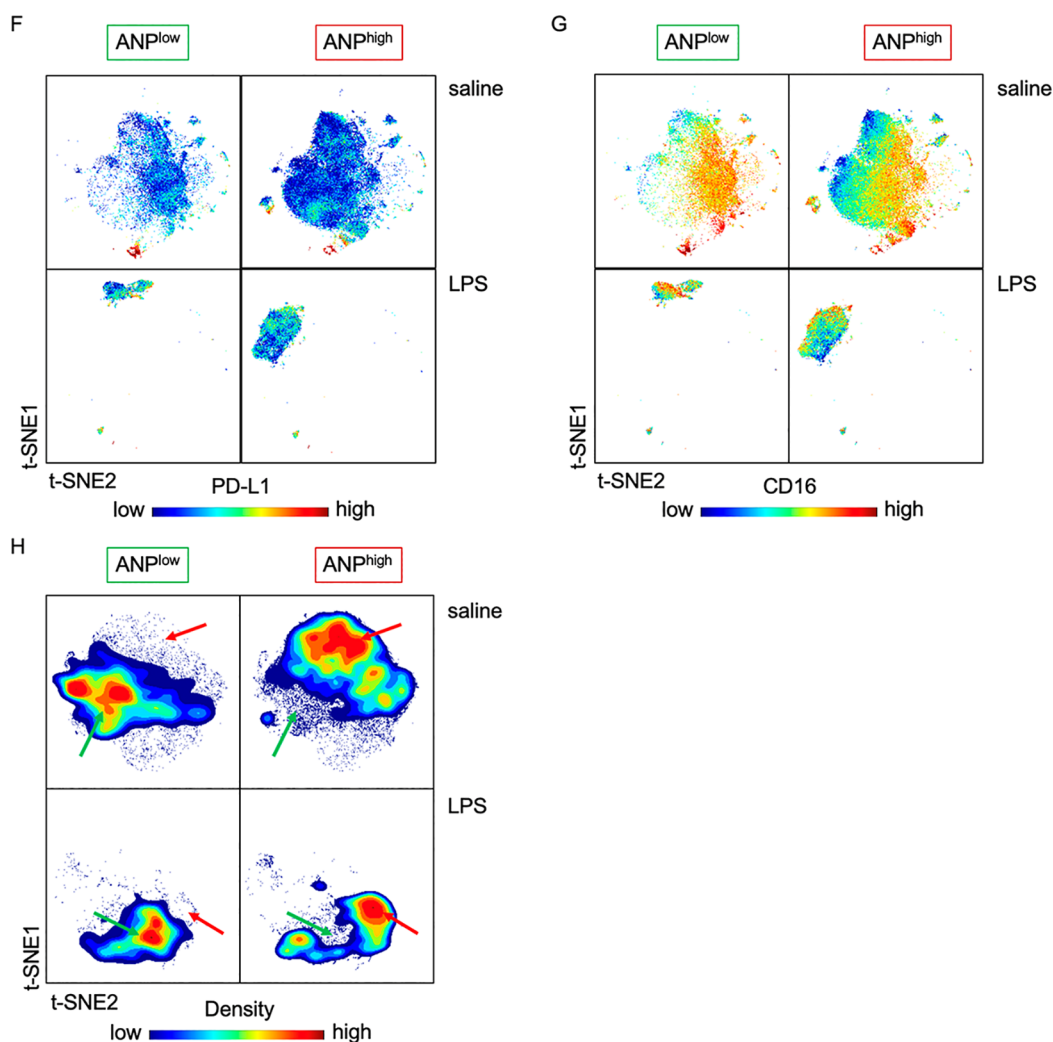 F
ANPlow
ANPhigh
saline
LPS
t-SNE1
t-SNE2
PD-L1
low
high
G
ANPlow
ANPhigh
saline
LPS
t-SNE1
t-SNE2
CD16
low
high
H
ANPlow
ANPhigh
saline
LPS
t-SNE1
t-SNE2
Density
low
high